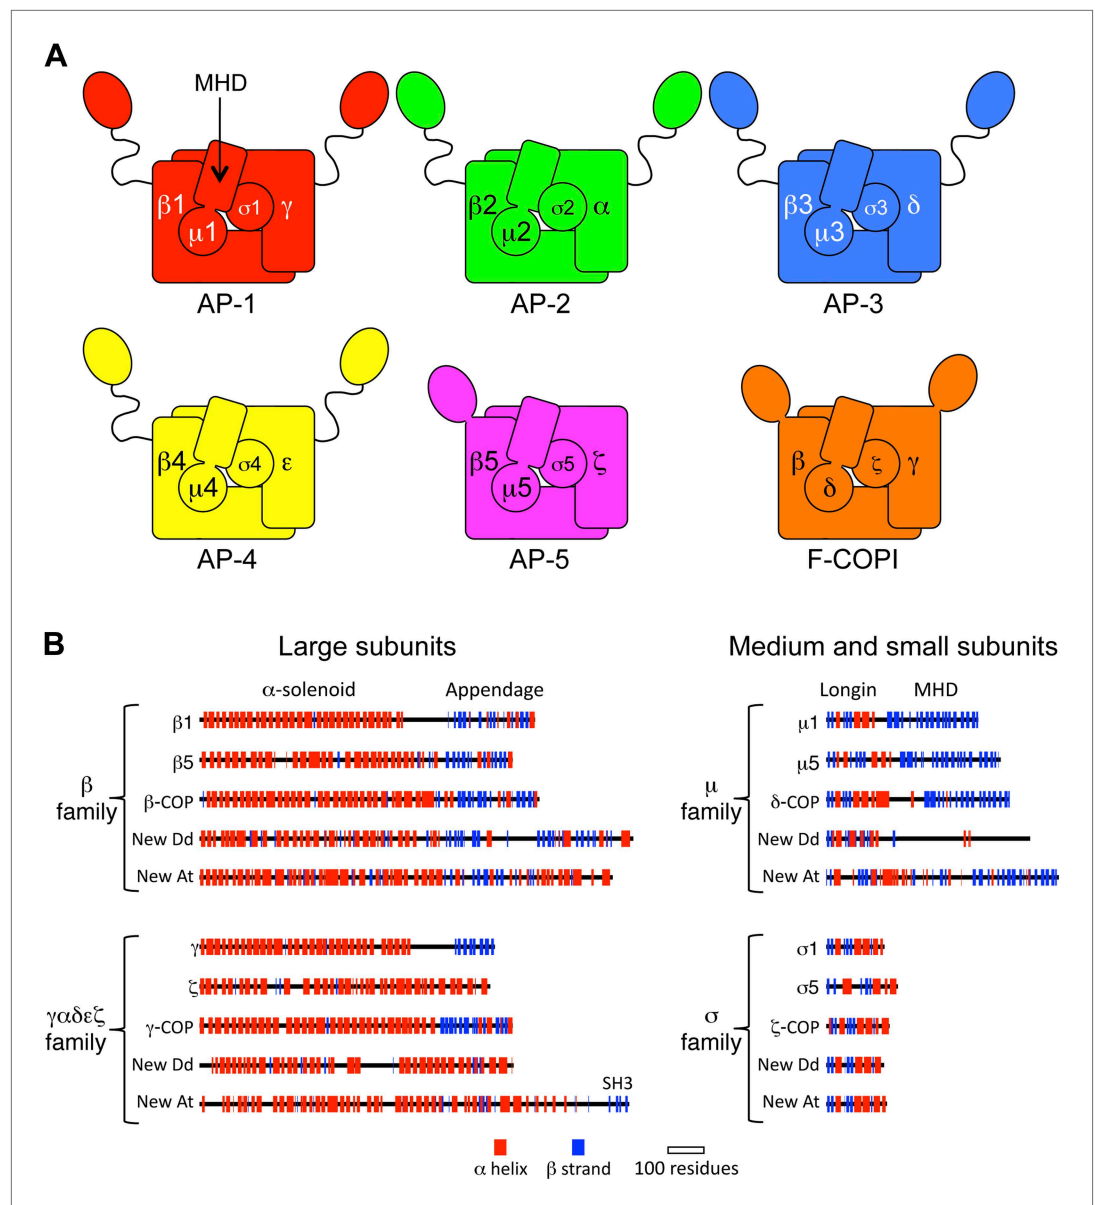 A
MHD
β1 μ1 σ1 γ
AP-1
β2 μ2 σ2 α
AP-2
β3 μ3 σ3 δ
AP-3
β4 μ4 σ4 ε
AP-4
β5 μ5 σ5 ζ
AP-5
β δ ζ γ
F-COPI
B
Large subunits
α-solenoid Appendage
β family
β1
β5
β-COP
New Dd
New At
γαδεζ family
γ
ζ
γ-COP
New Dd
New At
SH3
Medium and small subunits
Longin MHD
μ family
μ1
μ5
δ-COP
New Dd
New At
σ family
σ1
σ5
ζ-COP
New Dd
New At
α helix β strand 100 residues